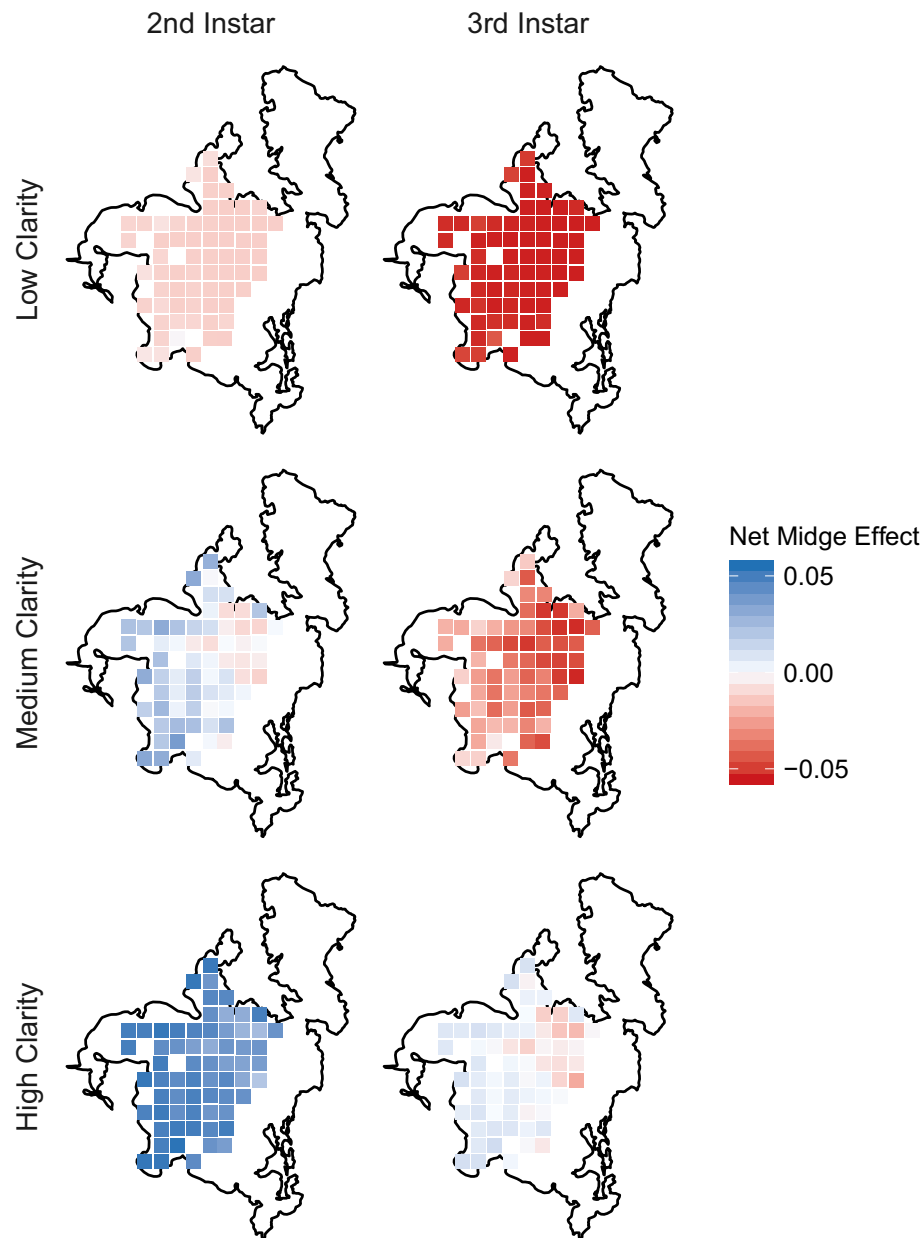 2nd Instar
3rd Instar
Low Clarity
Medium Clarity
High Clarity
Net Midge Effect
0.05
0.00
−0.05